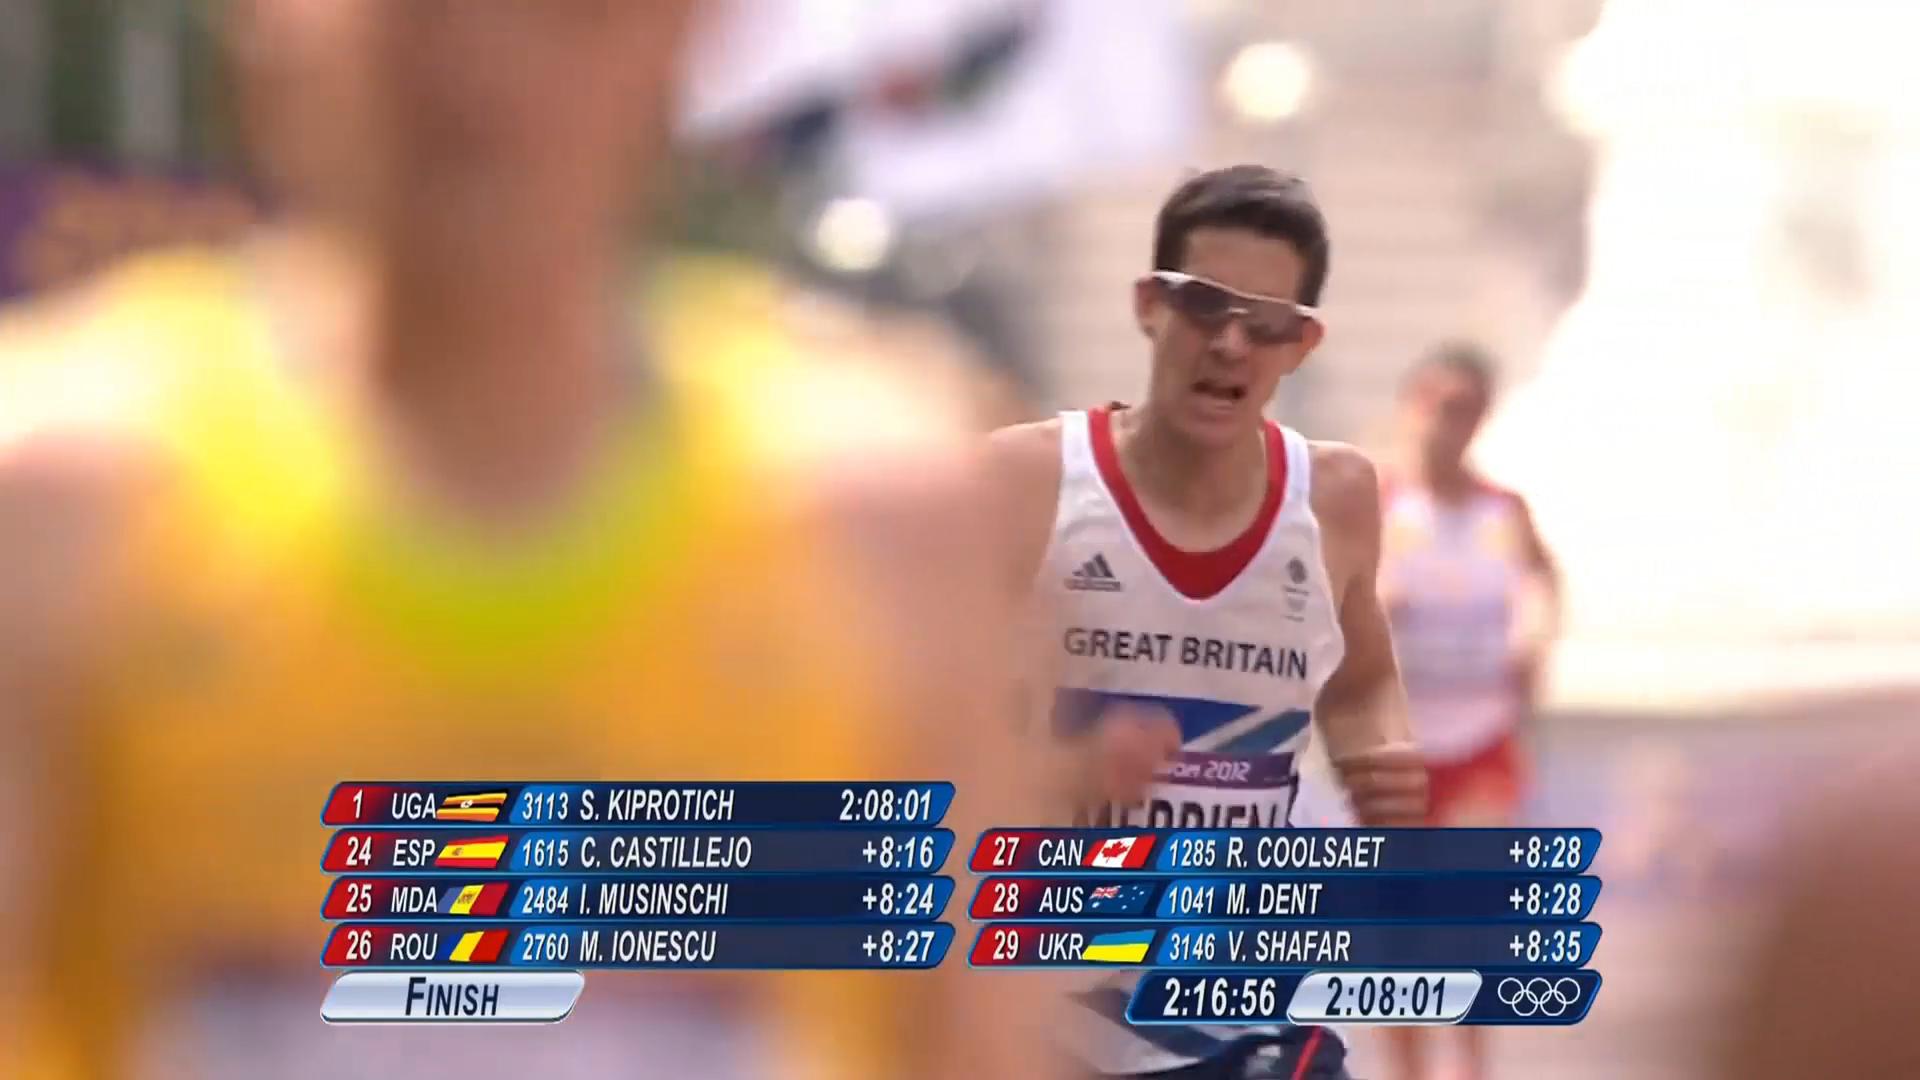 GREAT BRITAIN
2012
1 UGA 3113 S. KIPROTICH 2:08:01
24 ESP 1615 C. CASTILLEJO +8:16
25 MDA 2484 I. MUSINSCHI +8:24
26 ROU 2760 M. IONESCU +8:27
27 CAN 1285 R. COOLSAET +8:28
28 AUS 1041 M. DENT +8:28
29 UKR 3146 V. SHAFAR +8:35
FINISH
2:16:56 2:08:01